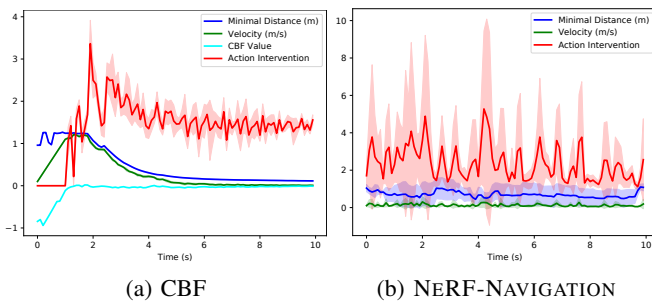 4
3
2
1
0
−1
0
2
4
6
8
10
Time (s)
Minimal Distance (m)
Velocity (m/s)
CBF Value
Action Intervention
(a) CBF
10
8
6
4
2
0
0
2
4
6
8
10
Time (s)
Minimal Distance (m)
Velocity (m/s)
Action Intervention
(b) NERF-NAVIGATION